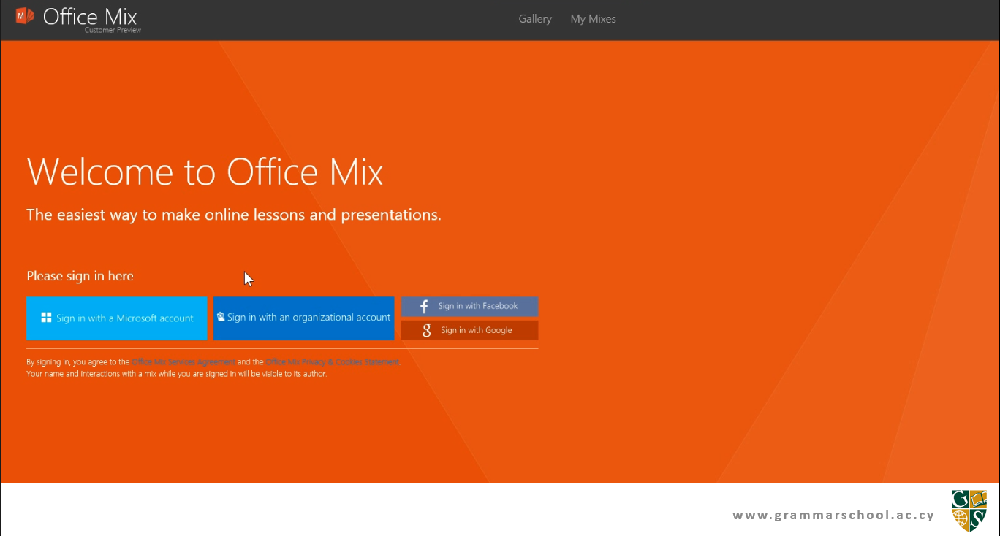 M Office Mix
Customer Preview
Gallery My Mixes
Welcome to Office Mix
The easiest way to make online lessons and presentations.
Please sign in here
Sign in with a Microsoft account
Sign in with an organizational account
f Sign in with Facebook
g Sign in with Google
By signing in, you agree to the Office Mix Services Agreement and the Office Mix Privacy & Cookies Statement.
Your name and interactions with a mix while you are signed in will be visible to its author.
www.grammarschool.ac.cy
G
S